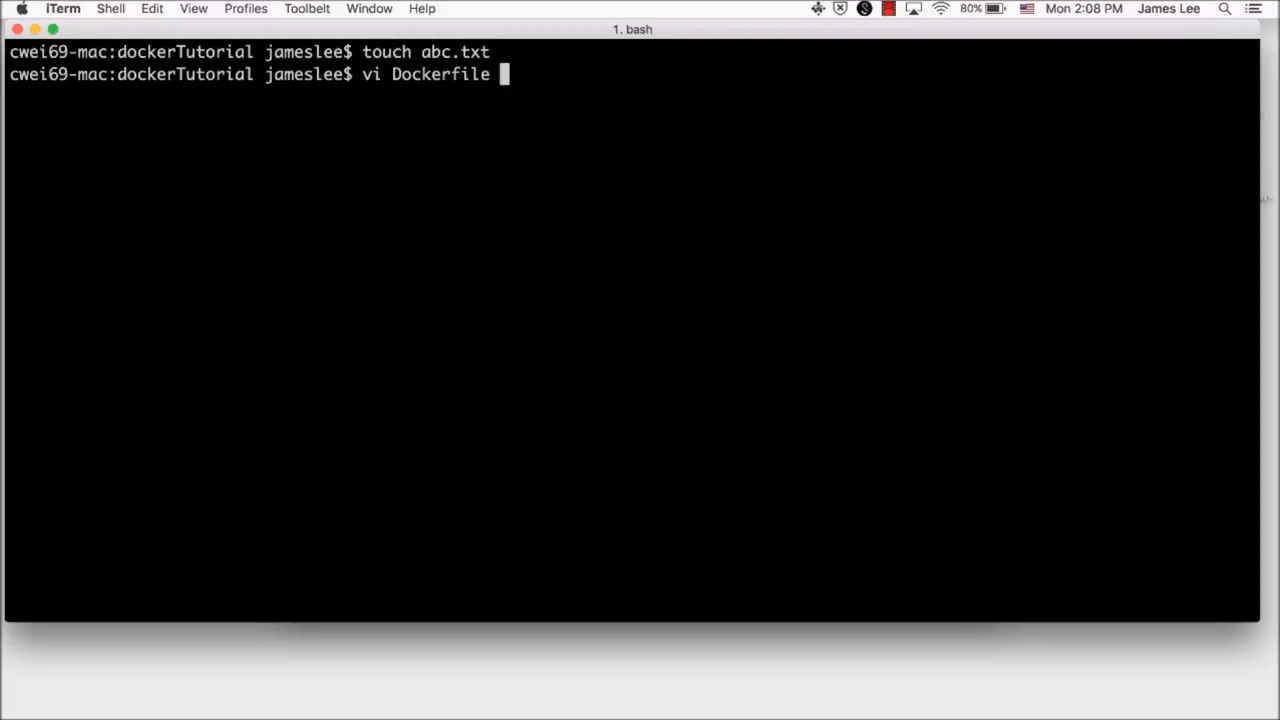 iTerm Shell Edit View Profiles Toolbelt Window Help 80% Mon 2:08 PM James Lee
1. bash
cwei69-mac:dockerTutorial jameslee$ touch abc.txt
cwei69-mac:dockerTutorial jameslee$ vi Dockerfile